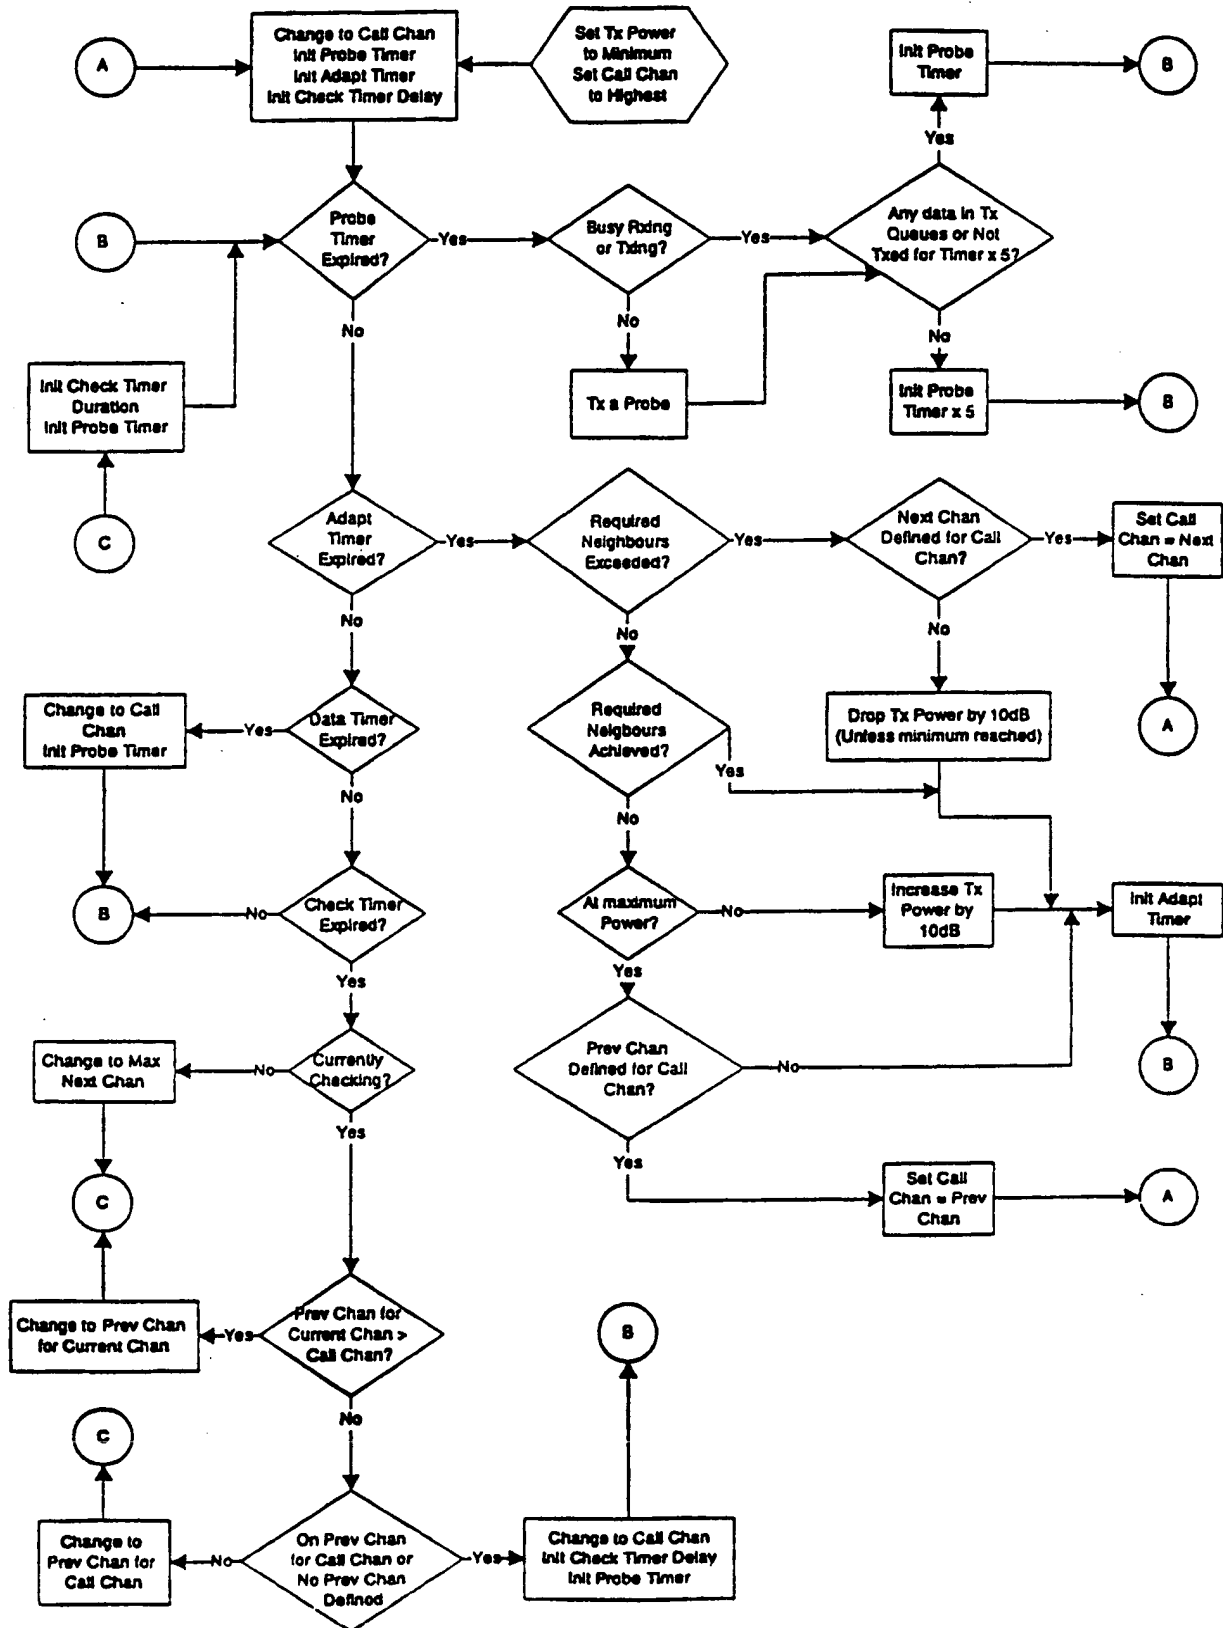 A
Change to Call Chan
Init Probe Timer
Init Adapt Timer
Init Check Timer Delay
Set Tx Power
to Minimum
Set Call Chan
to Highest
Init Probe
Timer
B
Yes
B
Probe
Timer
Expired?
Yes
Busy Rxing
or Txing?
Yes
Any data in Tx
Queues or Not
Txed for Timer x 5?
No
No
No
Init Check Timer
Duration
Init Probe Timer
Tx a Probe
Init Probe
Timer x 5
B
C
Adapt
Timer
Expired?
Yes
Required
Neighbours
Exceeded?
Yes
Next Chan
Defined for Call
Chan?
Yes
Set Call
Chan = Next
Chan
No
No
No
Change to Call
Chan
Init Probe Timer
Yes
Data Timer
Expired?
Required
Neigbours
Achieved?
Yes
Drop Tx Power by 10dB
(Unless minimum reached)
A
No
No
B
No
Check Timer
Expired?
At maximum
Power?
No
Increase Tx
Power by
10dB
Init Adapt
Timer
Yes
Yes
Change to Max
Next Chan
No
Currently
Checking?
Prev Chan
Defined for Call
Chan?
No
B
Yes
Yes
C
Set Call
Chan = Prev
Chan
A
Change to Prev Chan
for Current Chan
Yes
Prev Chan for
Current Chan >
Call Chan?
B
No
C
Change to
Prev Chan for
Call Chan
No
On Prev Chan
for Call Chan or
No Prev Chan
Defined
Yes
Change to Call Chan
Init Check Timer Delay
Init Probe Timer